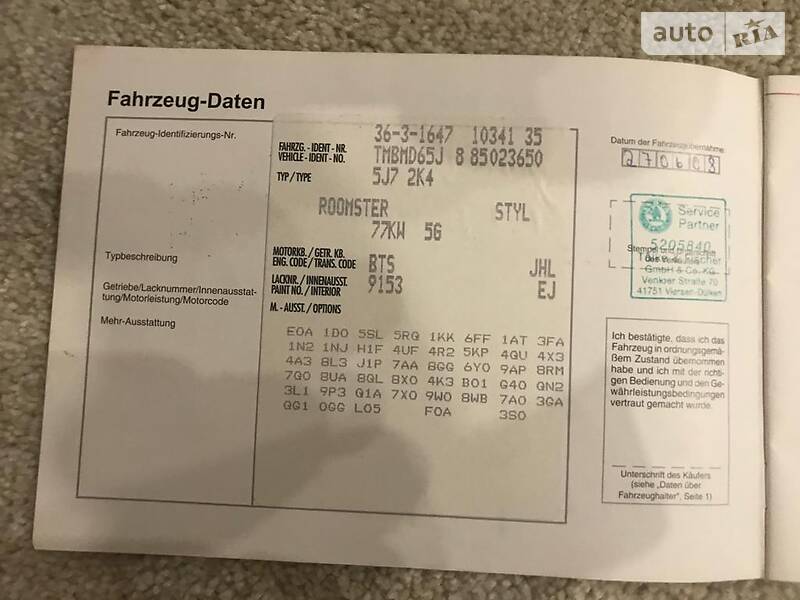 auto RIA
Fahrzeug-Daten
Fahrzeug-Identifizierungs-Nr.
Typbeschreibung
Getriebe/Lacknummer/Innenausstat-
tung/Motorleistung/Motorcode
Mehr-Ausstattung
36-3-1647 10341 35
FAHRZG.-IDENT-NR.
VEHICLE-IDENT-NO. TMBMD65J 8 85023650
TYP/TYPE 5J7 2K4
ROOMSTER STYL
77KW 5G
MOTORKB./GETR. KB.
ENG. CODE/TRANS. CODE BTS JHL
LACKNR./INNENAUSST.
PAINT NO./INTERIOR 9153 EJ
M.-AUSST./OPTIONS
E0A 1D0 5SL 5RG 1KK 6FF 1AT 3FA
1N2 1NJ H1F 4UF 4R2 5KP 4QU 4X3
4A3 8L3 J1P 7AA 8GG 6Y0 9AP 8RM
7Q0 8UA 8QL 8X0 4K3 B01 G40 QN2
3L1 9P3 Q1A 7X0 9W0 8WB 7A0 3GA
QG1 0GG L05 F0A 3S0
Datum der Fahrzeugübernahme
270608
Service
Partner
5205840
GmbH & Co. KG
Venloer Straße 70
41751 Viersen-Dülken
Ich bestätige, dass ich das
Fahrzeug in ordnungsgemä-
ßem Zustand übernommen
habe und ich mit der richti-
gen Bedienung und den Ge-
währleistungsbedingungen
vertraut gemacht wurde.
Unterschrift des Käufers
(siehe „Daten über
Fahrzeughalter", Seite 1)